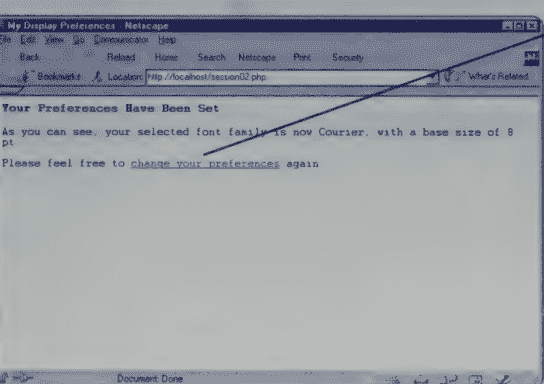 My Display Preferences - Netscape
File Edit View Go Communicator Help
Back Reload Home Search Netscape Print Security
Bookmarks Location: http://localhost/session02.php What's Related
Your Preferences Have Been Set
As you can see, your selected font family is now Courier, with a base size of 8
pt
Please feel free to change your preferences again
Document: Done